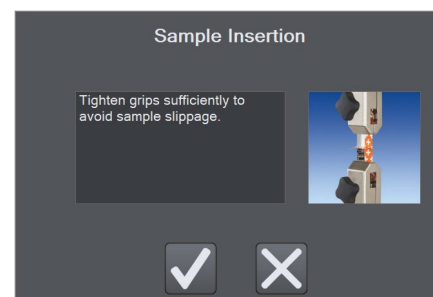 Sample Insertion
Tighten grips sufficiently to
avoid sample slippage.